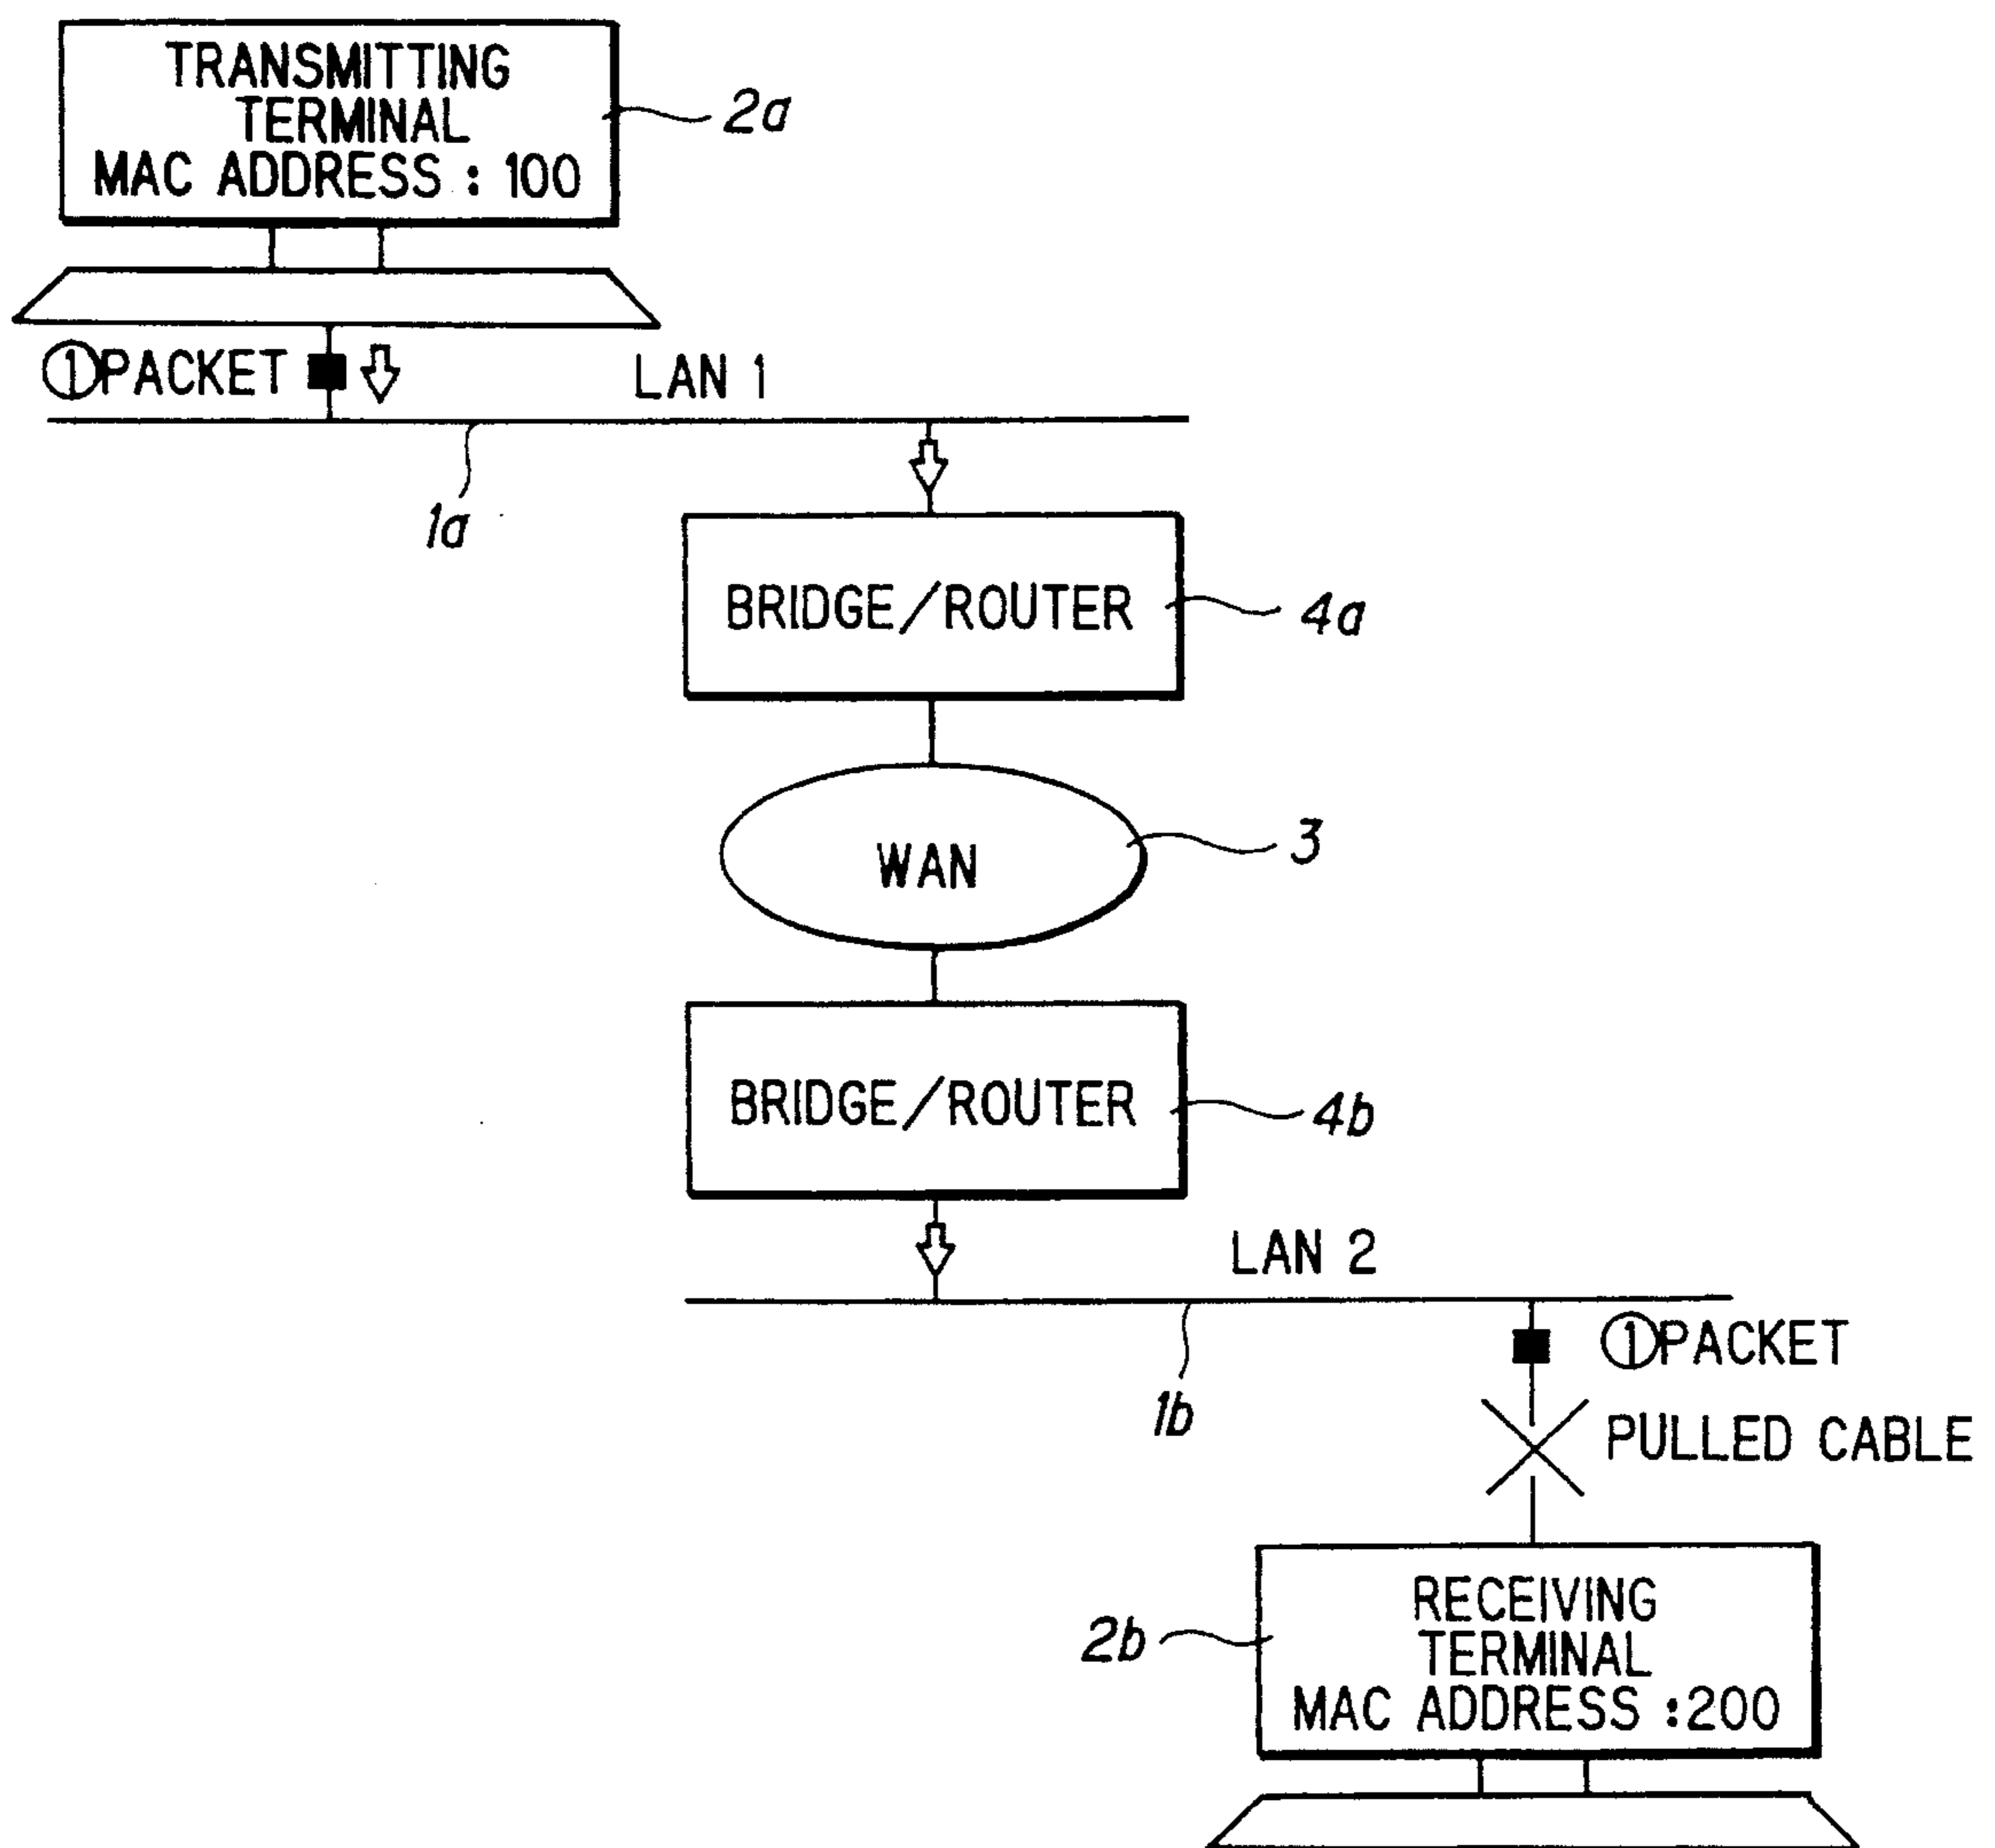 TRANSMITTING
TERMINAL
MAC ADDRESS : 100
2a
①PACKET
LAN 1
1a
BRIDGE/ROUTER
4a
WAN
3
BRIDGE/ROUTER
4b
LAN 2
1b
①PACKET
PULLED CABLE
RECEIVING
TERMINAL
MAC ADDRESS :200
2b